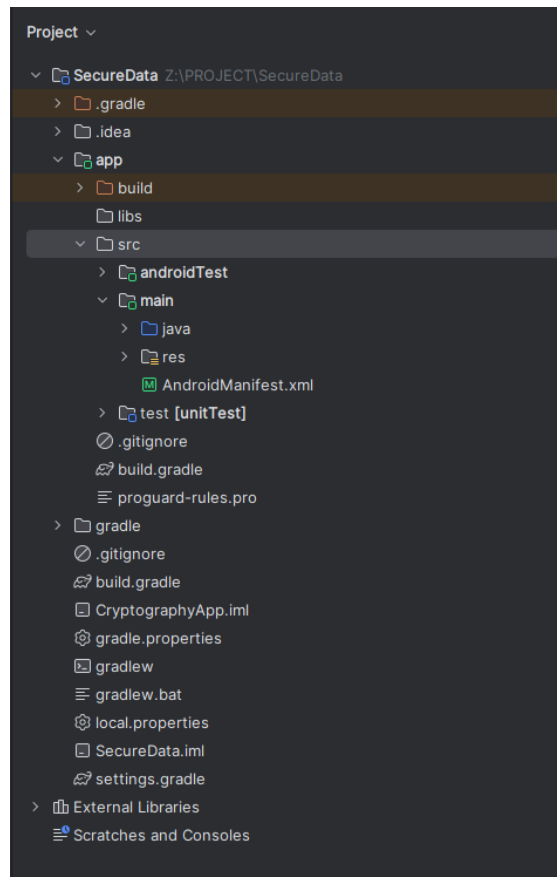 Project
SecureData Z:\PROJECT\SecureData
.gradle
.idea
app
build
libs
src
androidTest
main
java
res
AndroidManifest.xml
test [unitTest]
.gitignore
build.gradle
proguard-rules.pro
gradle
.gitignore
build.gradle
CryptographyApp.iml
gradle.properties
gradlew
gradlew.bat
local.properties
SecureData.iml
settings.gradle
External Libraries
Scratches and Consoles